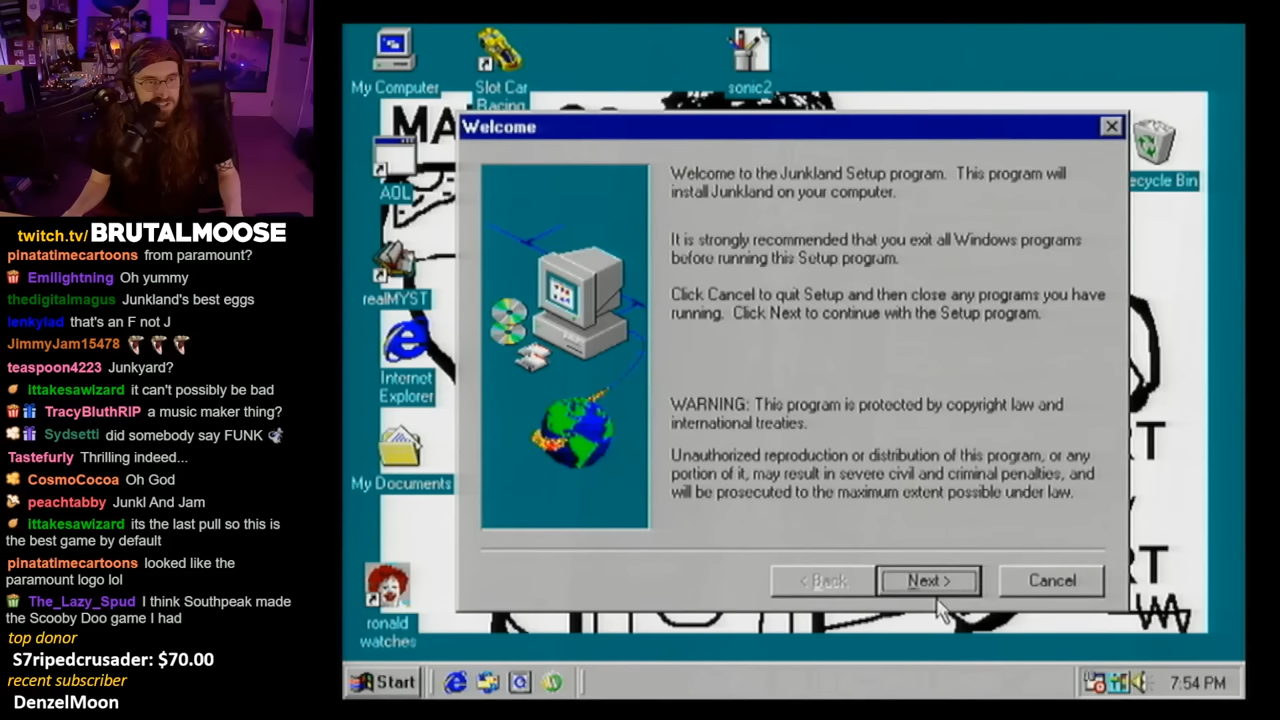 twitch.tv/BRUTALMOOSE
pinatatimecartoons from paramount?
Emilightning Oh yummy
thedigitalmagus Junkland's best eggs
lenkylad that's an F not J
JimmyJam15478
teaspoon4223 Junkyard?
ittakesawizard it can't possibly be bad
TracyBluthRIP a music maker thing?
Sydsetti did somebody say FUNK
Tastefurly Thrilling indeed...
CosmoCocoa Oh God
peachtabby Junkl And Jam
ittakesawizard its the last pull so this is
the best game by default
pinatatimecartoons looked like the
paramount logo lol
The_Lazy_Spud I think Southpeak made
the Scooby Doo game I had
top donor
S7ripedcrusader: $70.00
recent subscriber
DenzelMoon
My Computer
Slot Car
Racing
sonic2
AOL
realMYST
Internet
Explorer
My Documents
ronald
watches
ecycle Bin
MA
Welcome
Welcome to the Junkland Setup program. This program will
install Junkland on your computer.
It is strongly recommended that you exit all Windows programs
before running this Setup program.
Click Cancel to quit Setup and then close any programs you have
running. Click Next to continue with the Setup program.
WARNING: This program is protected by copyright law and
international treaties.
Unauthorized reproduction or distribution of this program, or any
portion of it, may result in severe civil and criminal penalties, and
will be prosecuted to the maximum extent possible under law.
< Back
Next >
Cancel
Start
7:54 PM